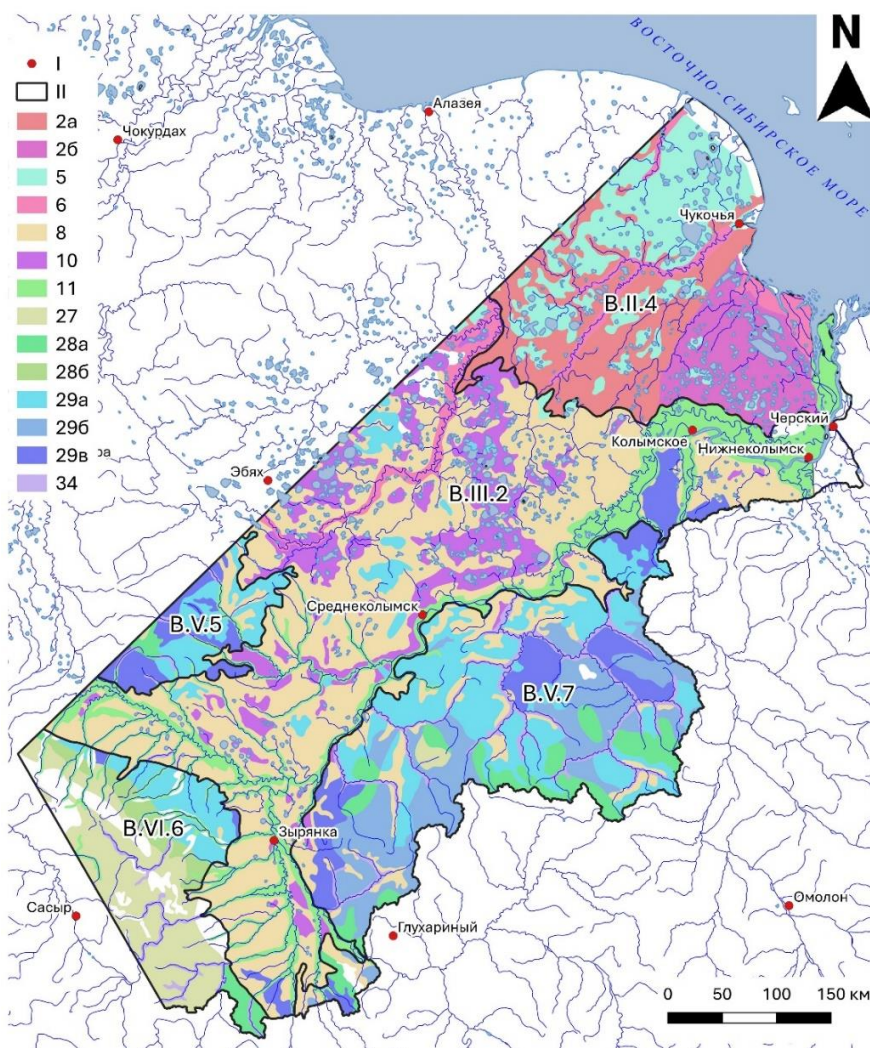 N
ВОСТОЧНО-СИБИРСКОЕ МОРЕ
I
II
2а
2б
5
6
8
10
11
27
28а
28б
29а
29б
29в
ра
34
Алазея
Чокурдах
Чукочья
B.II.4
Черский
Колымское
Нижнеколымск
Эбях
B.III.2
Среднеколымск
B.V.5
B.V.7
B.VI.6
Зырянка
Сасыр
Глухариный
Омолон
0 50 100 150 км